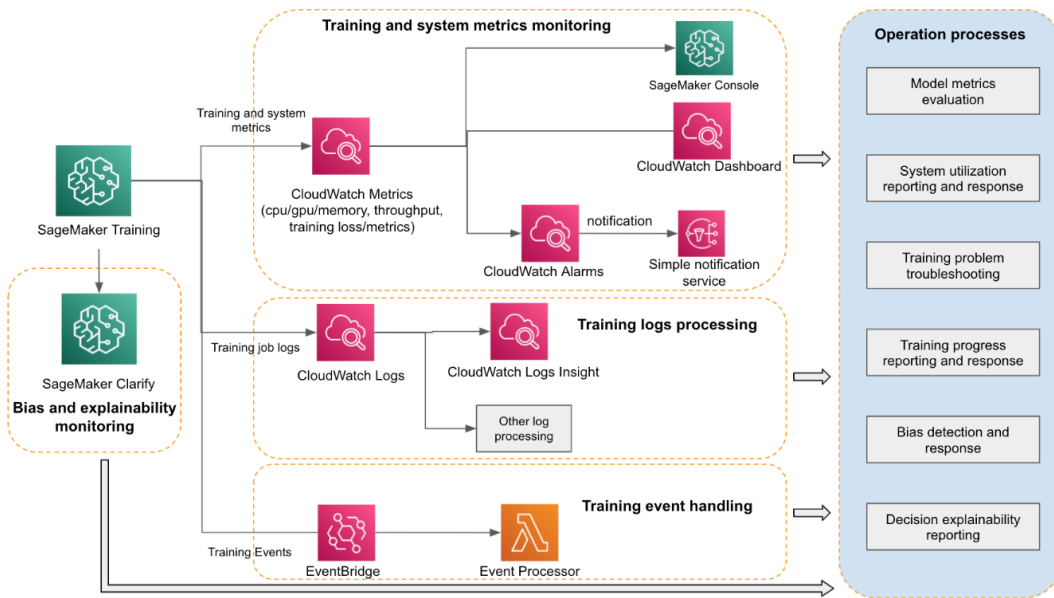 Training and system metrics monitoring
Training and system
metrics
CloudWatch Metrics
(cpu/gpu/memory, throughput,
training loss/metrics)
SageMaker Console
CloudWatch Dashboard
notification
CloudWatch Alarms
Simple notification
service
SageMaker Training
SageMaker Clarify
Bias and explainability
monitoring
Training logs processing
Training job logs
CloudWatch Logs
CloudWatch Logs Insight
Other log
processing
Training event handling
Training Events
EventBridge
Event Processor
Operation processes
Model metrics
evaluation
System utilization
reporting and response
Training problem
troubleshooting
Training progress
reporting and response
Bias detection and
response
Decision explainability
reporting